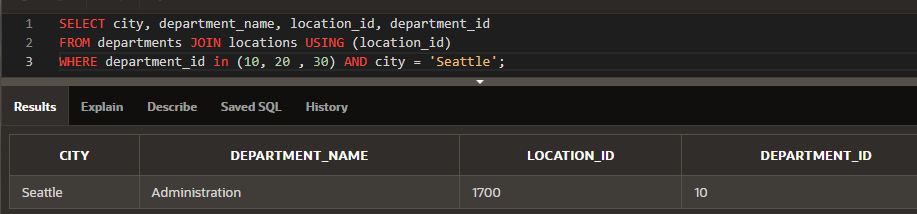 1 SELECT city, department_name, location_id, department_id
2 FROM departments JOIN locations USING (location_id)
3 WHERE department_id in (10, 20 , 30) AND city = 'Seattle';
Results Explain Describe Saved SQL History
CITY DEPARTMENT_NAME LOCATION_ID DEPARTMENT_ID
Seattle Administration 1700 10